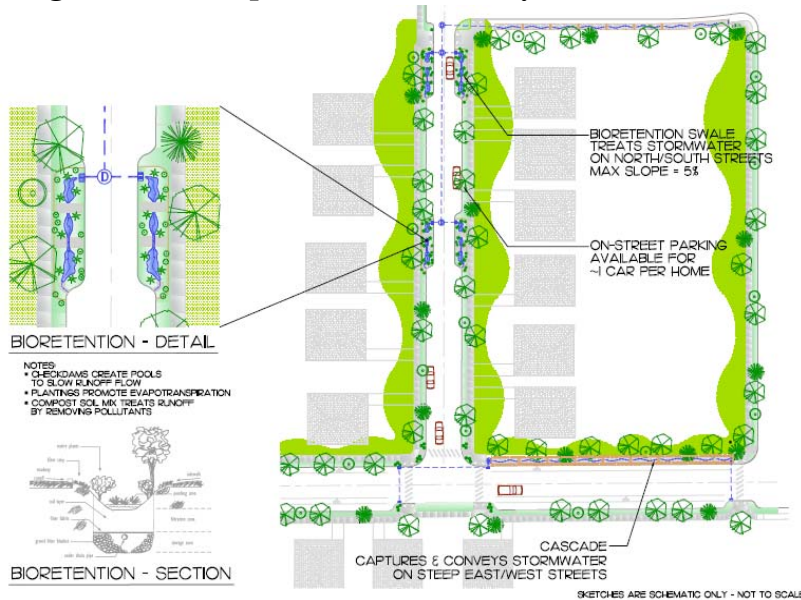 BIORETENTION SWALE
TREATS STORMWATER
ON NORTH/SOUTH STREETS
MAX SLOPE = 5%
ON-STREET PARKING
AVAILABLE FOR
~1 CAR PER HOME
D
BIORETENTION - DETAIL
NOTES:
* CHECKDAMS CREATE POOLS
TO SLOW RUNOFF FLOW
* PLANTINGS PROMOTE EVAPOTRANSPIRATION
* COMPOST SOIL MIX TREATS RUNOFF
BY REMOVING POLLUTANTS
BIORETENTION - SECTION
CASCADE
CAPTURES & CONVEYS STORMWATER
ON STEEP EAST/WEST STREETS
SKETCHES ARE SCHEMATIC ONLY - NOT TO SCALE